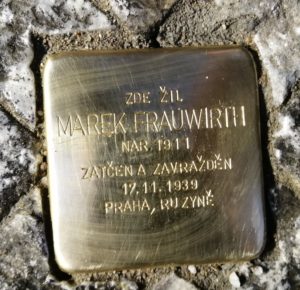 ZDE ŽIL
MAREK FRAUWIRTH
NAR. 1911
ZATČEN A ZAVRAŽDĚN
17.11. 1939
PRAHA, RUZYNĚ